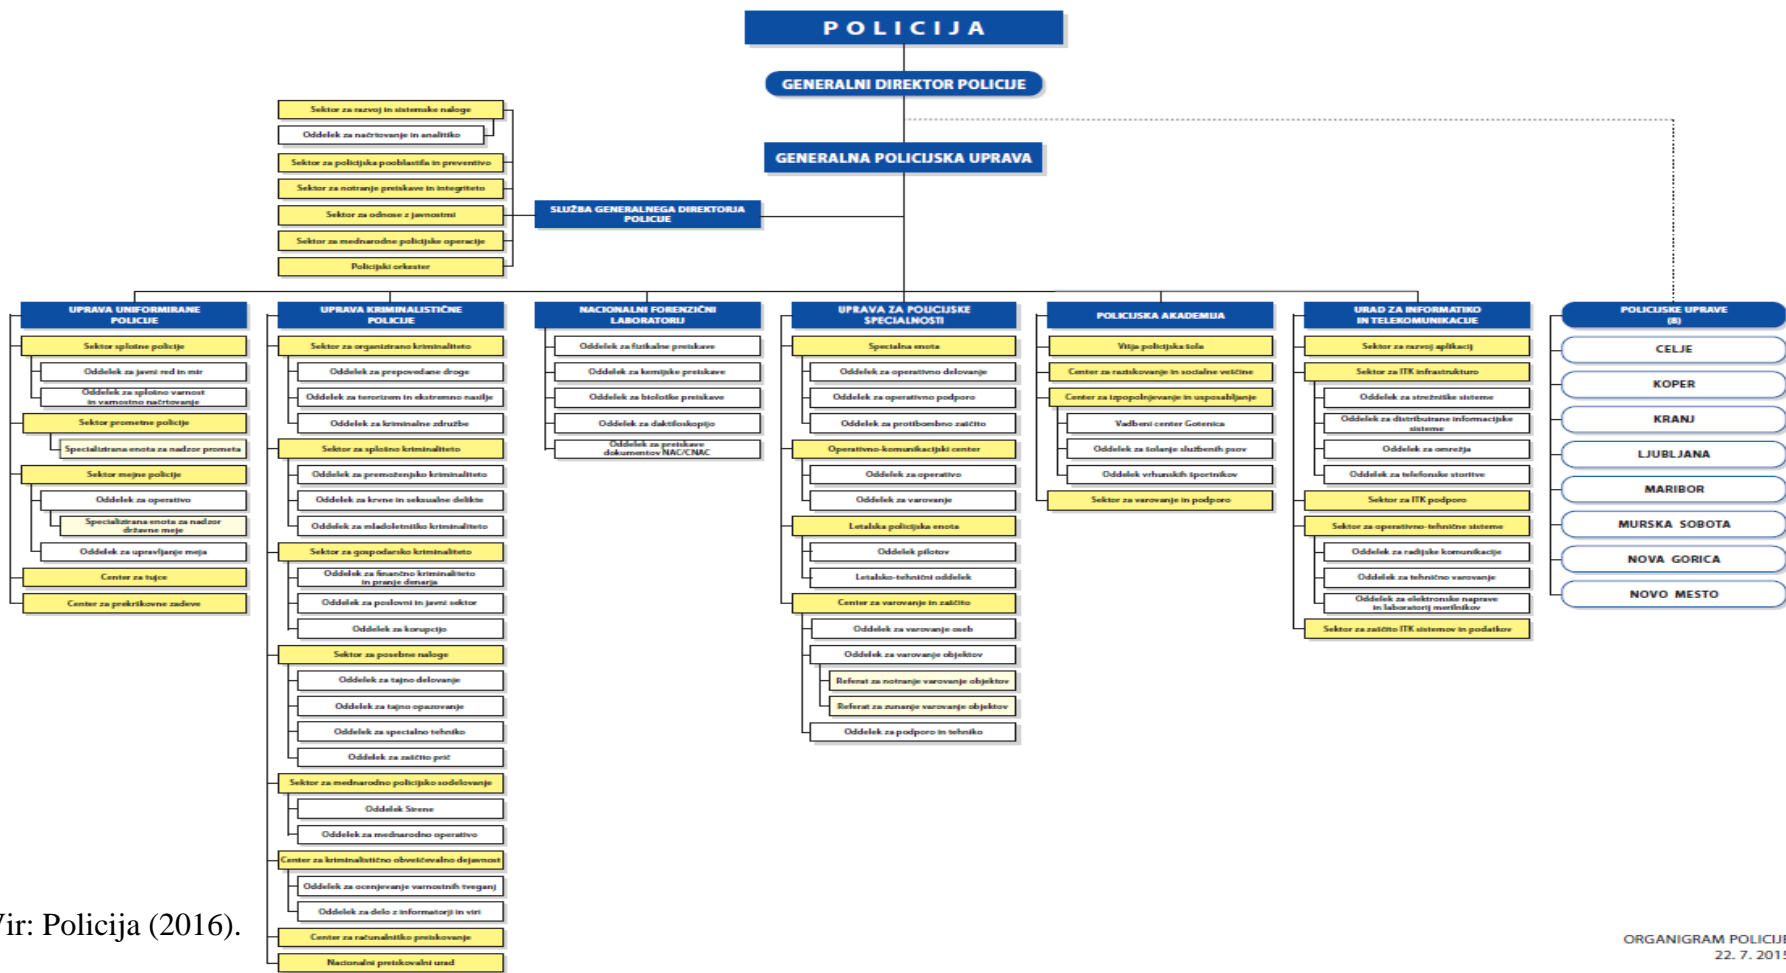 POLICIJA
GENERALNI DIREKTOR POLICIJE
GENERALNA POLICIJSKA UPRAVA
SLUŽBA GENERALNEGA DIREKTORJA
POLICIJE
Sektor za razvoj in sistemske naloge
Oddelek za načrtovanje in analitiko
Sektor za policijska pooblastila in preventivo
Sektor za notranje preiskave in integriteto
Sektor za odnose z javnostmi
Sektor za mednarodne policijske operacije
Policijski orkester
UPRAVA UNIFORMIRANE
POLICIJE
Sektor splošne policije
Oddelek za javni red in mir
Oddelek za splošno varnost
in varnostno načrtovanje
Sektor prometne policije
Specializirana enota za nadzor prometa
Sektor mejne policije
Oddelek za operativo
Specializirana enota za nadzor
državne meje
Oddelek za upravljanje meja
Center za tujce
Center za prekrškovne zadeve
UPRAVA KRIMINALISTIČNE
POLICIJE
Sektor za organizirano kriminaliteto
Oddelek za prepovedane droge
Oddelek za terorizem in ekstremno nasilje
Oddelek za kriminalne združbe
Sektor za splošno kriminaliteto
Oddelek za premoženjsko kriminaliteto
Oddelek za krvne in seksualne delikte
Oddelek za mladoletniško kriminaliteto
Sektor za gospodarsko kriminaliteto
Oddelek za finančno kriminaliteto
in pranje denarja
Oddelek za poslovni in javni sektor
Oddelek za korupcijo
Sektor za posebne naloge
Oddelek za tajno delovanje
Oddelek za tajno opazovanje
Oddelek za specialno tehniko
Oddelek za zaščito prič
Sektor za mednarodno policijsko sodelovanje
Oddelek Sirene
Oddelek za mednarodno operativo
Center za kriminalistično obveščevalno dejavnost
Oddelek za ocenjevanje varnostnih tveganj
Oddelek za delo z informatorji in viri
Center za računalniško preiskovanje
Nacionalni preiskovalni urad
NACIONALNI FORENZIČNI
LABORATORIJ
Oddelek za fizikalne preiskave
Oddelek za kemijske preiskave
Oddelek za biološke preiskave
Oddelek za daktiloskopijo
Oddelek za preiskave
dokumentov NAC/CNAC
UPRAVA ZA POLICIJSKE
SPECIALNOSTI
Specialna enota
Oddelek za operativno delovanje
Oddelek za operativno podporo
Oddelek za protibombno zaščito
Operativno-komunikacijski center
Oddelek za operativo
Oddelek za varovanje
Letalska policijska enota
Oddelek pilotov
Letalsko-tehnični oddelek
Center za varovanje in zaščito
Oddelek za varovanje oseb
Oddelek za varovanje objektov
Referat za notranje varovanje objektov
Referat za zunanje varovanje objektov
Oddelek za podporo in tehniko
POLICIJSKA AKADEMIJA
Višja policijska šola
Center za raziskovanje in socialne veščine
Center za izpopolnjevanje in usposabljanje
Vadbeni center Gotenica
Oddelek za šolanje službenih psov
Oddelek vrhunskih športnikov
Sektor za varovanje in podporo
URAD ZA INFORMATIKO
IN TELEKOMUNIKACIJE
Sektor za razvoj aplikacij
Sektor za ITK infrastrukturo
Oddelek za strežniške sisteme
Oddelek za distribuirane informacijske
sisteme
Oddelek za omrežja
Oddelek za telefonske storitve
Sektor za ITK podporo
Sektor za operativno-tehnične sisteme
Oddelek za radijske komunikacije
Oddelek za tehnično varovanje
Oddelek za elektronske naprave
in laboratorij merilnikov
Sektor za zaščito ITK sistemov in podatkov
POLICIJSKE UPRAVE
(8)
CELJE
KOPER
KRANJ
LJUBLJANA
MARIBOR
MURSKA SOBOTA
NOVA GORICA
NOVO MESTO
Vir: Policija (2016).
ORGANIGRAM POLICIJE
22. 7. 2015